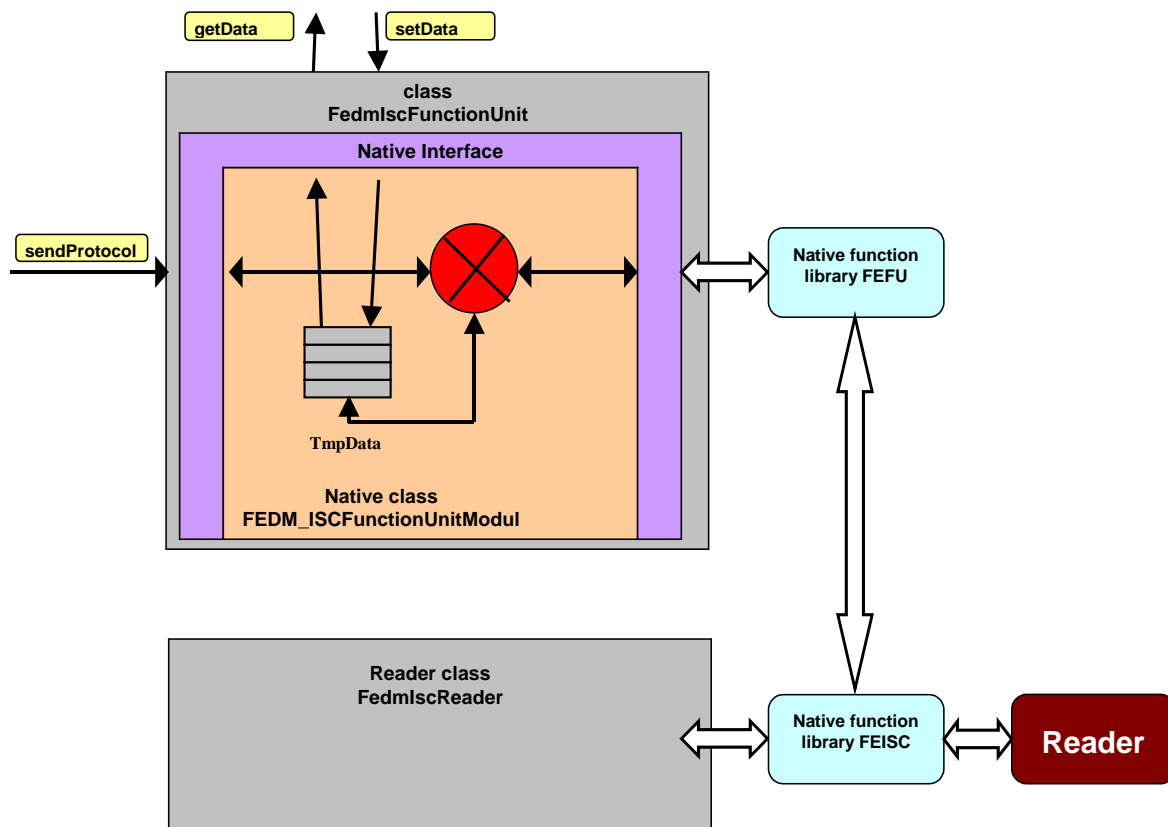 getData
setData
class
FedmIscFunctionUnit
Native Interface
sendProtocol
Native function
library FEFU
TmpData
Native class
FEDM_ISCFunctionUnitModul
Reader class
FedmIscReader
Native function
library FEISC
Reader